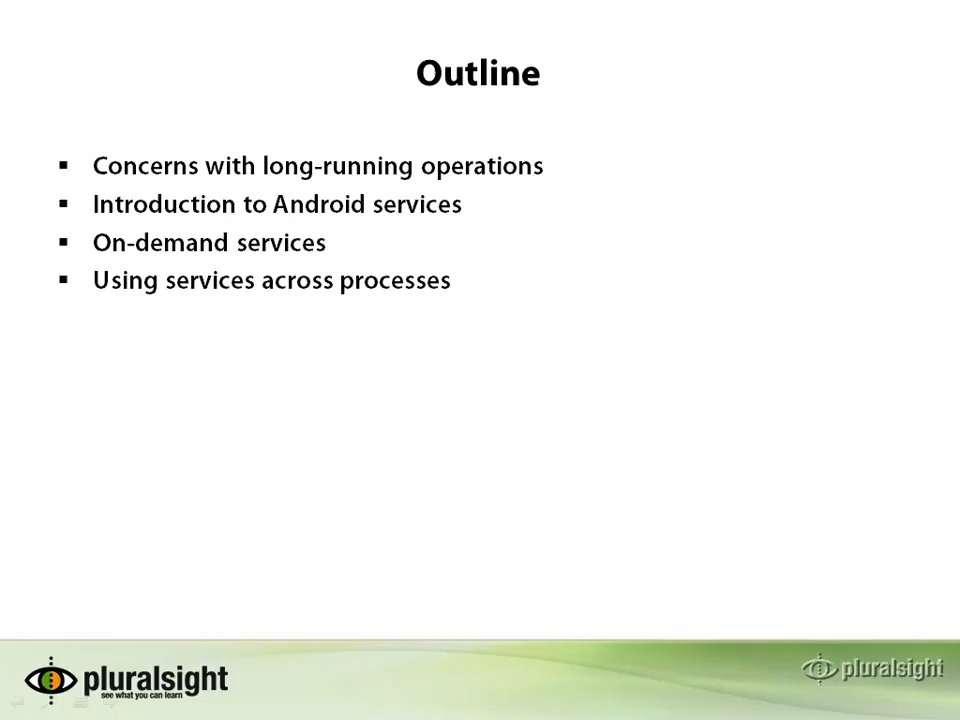 Outline
▪ Concerns with long-running operations
▪ Introduction to Android services
▪ On-demand services
▪ Using services across processes
pluralsight
see what you can learn
pluralsight